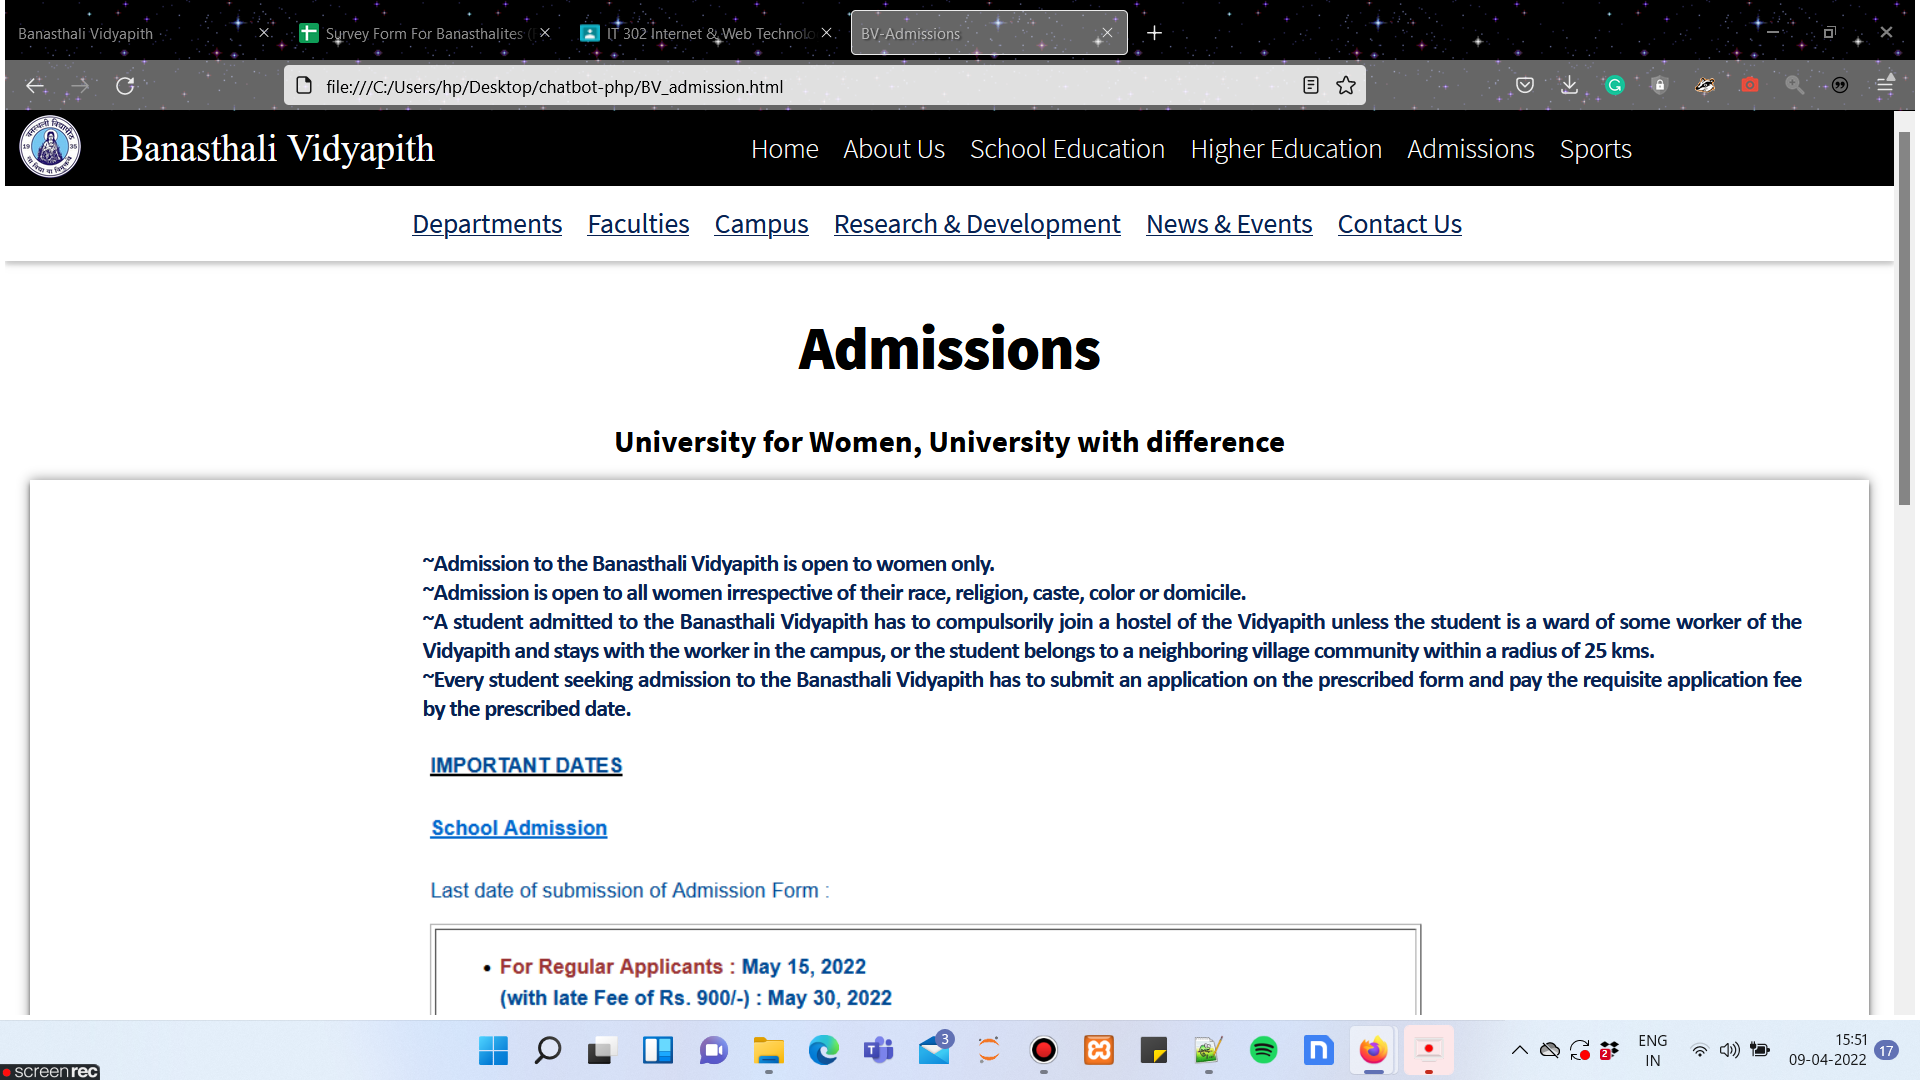 Banasthali Vidyapith
Survey Form For Banasthalites
IT 302 Internet & Web Technolo
BV-Admissions
file:///C:/Users/hp/Desktop/chatbot-php/BV_admission.html
Banasthali Vidyapith
Home About Us School Education Higher Education Admissions Sports
Departments Faculties Campus Research & Development News & Events Contact Us
Admissions
University for Women, University with difference
~Admission to the Banasthali Vidyapith is open to women only.
~Admission is open to all women irrespective of their race, religion, caste, color or domicile.
~A student admitted to the Banasthali Vidyapith has to compulsorily join a hostel of the Vidyapith unless the student is a ward of some worker of the
Vidyapith and stays with the worker in the campus, or the student belongs to a neighboring village community within a radius of 25 kms.
~Every student seeking admission to the Banasthali Vidyapith has to submit an application on the prescribed form and pay the requisite application fee
by the prescribed date.
IMPORTANT DATES
School Admission
Last date of submission of Admission Form :
• For Regular Applicants : May 15, 2022
(with late Fee of Rs. 900/-) : May 30, 2022
3
2
ENG
IN
15:51
09-04-2022
17
screenrec